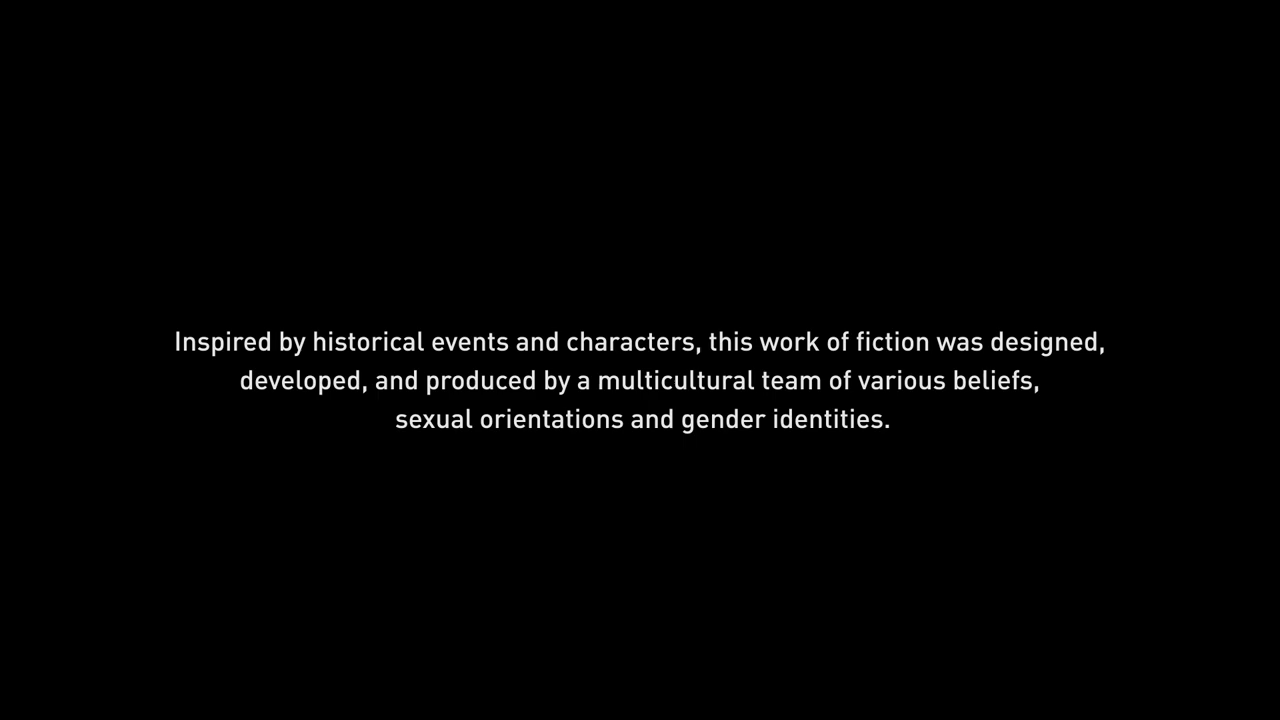 Inspired by historical events and characters, this work of fiction was designed,
developed, and produced by a multicultural team of various beliefs,
sexual orientations and gender identities.